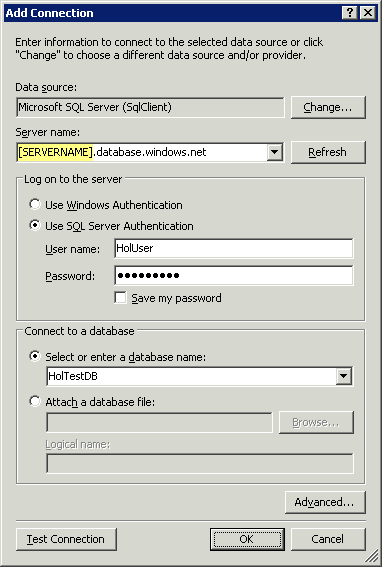 Add Connection
Enter information to connect to the selected data source or click
"Change" to choose a different data source and/or provider.
Data source:
Microsoft SQL Server (SqlClient)
Change...
Server name:
[SERVERNAME].database.windows.net
Refresh
Log on to the server
Use Windows Authentication
Use SQL Server Authentication
User name:
HolUser
Password:
●●●●●●●●●
Save my password
Connect to a database
Select or enter a database name:
HolTestDB
Attach a database file:
Browse...
Logical name:
Advanced...
Test Connection
OK
Cancel